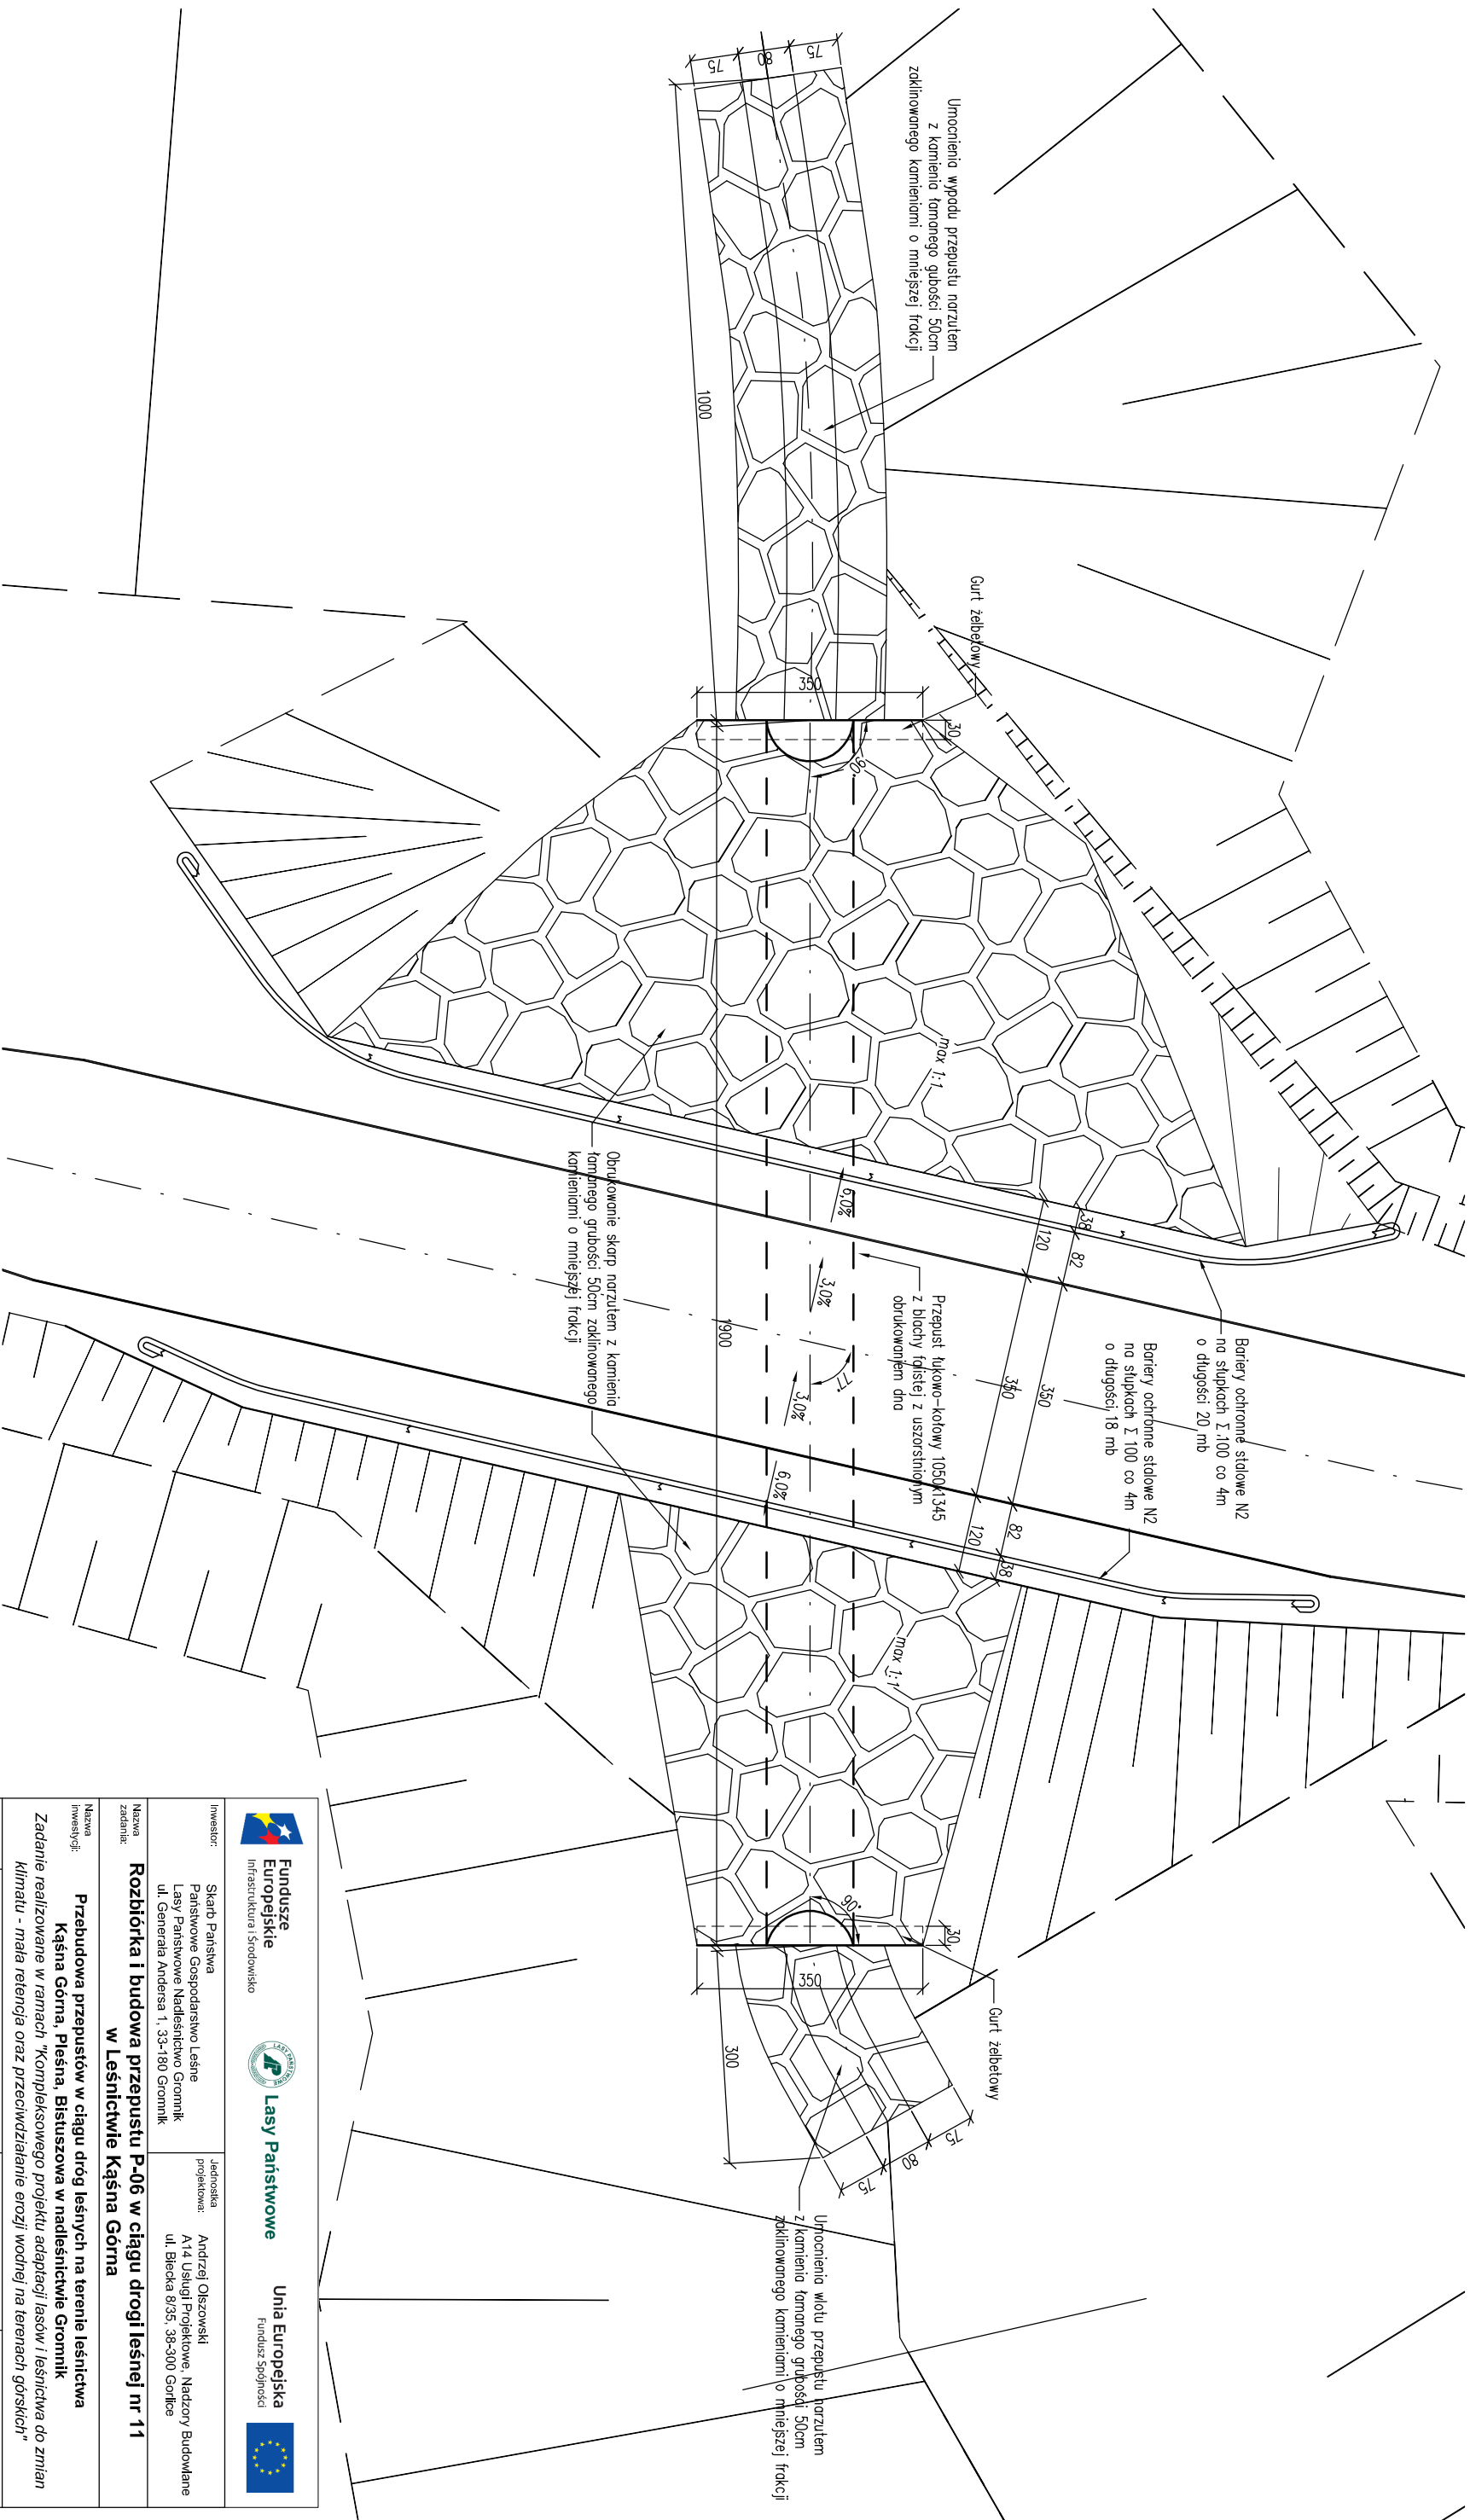 Umocnienia wypadu przepustu narzutem
z kamienia łamanego gubości 50cm
zaklinowanego kamieniami o mniejszej frakcji
75
80
75
1000
Gurt żelbetowy
350
30
90°
max 1:1
Obrukowanie skarp narzutem z kamienia
łamanego grubości 50cm zaklinowanego
kamieniami o mniejszej frakcji
1900
6,0%
3,0%
77°
3,0%
6,0%
Przepust łukowo-kołowy 1050x1345
z blachy falistej z uszorstnionym
obrukowaniem dna
38
82
350
82
38
120
350
120
Bariery ochronne stalowe N2
na słupkach Σ 100 co 4m
o długości 20 mb
Bariery ochronne stalowe N2
na słupkach Σ 100 co 4m
o długości 18 mb
max 1:1
90°
30
350
Gurt żelbetowy
300
75
80
75
Umocnienia wlotu przepustu narzutem
z kamienia łamanego grubości 50cm
zaklinowanego kamieniami o mniejszej frakcji
Fundusze
Europejskie
Infrastruktura i Środowisko
LASY PAŃSTWOWE
Lasy Państwowe
Unia Europejska
Fundusz Spójności
Inwestor:
Skarb Państwa
Państwowe Gospodarstwo Leśne
Lasy Państwowe Nadleśnictwo Gromnik
ul. Generała Andersa 1, 33-180 Gromnik
Jednostka
projektowa:
Andrzej Olszowski
A14 Usługi Projektowe, Nadzory Budowlane
ul. Biecka 8/35, 38-300 Gorlice
Nazwa
zadania:
Rozbiórka i budowa przepustu P-06 w ciągu drogi leśnej nr 11
w Leśnictwie Kąśna Górna
Nazwa
inwestycji:
Przebudowa przepustów w ciągu dróg leśnych na terenie leśnictwa
Kąśna Górna, Pleśna, Bistuszowa w nadleśnictwie Gromnik
Zadanie realizowane w ramach "Kompleksowego projektu adaptacji lasów i leśnictwa do zmian
klimatu - mała retencja oraz przeciwdziałanie erozji wodnej na terenach górskich"